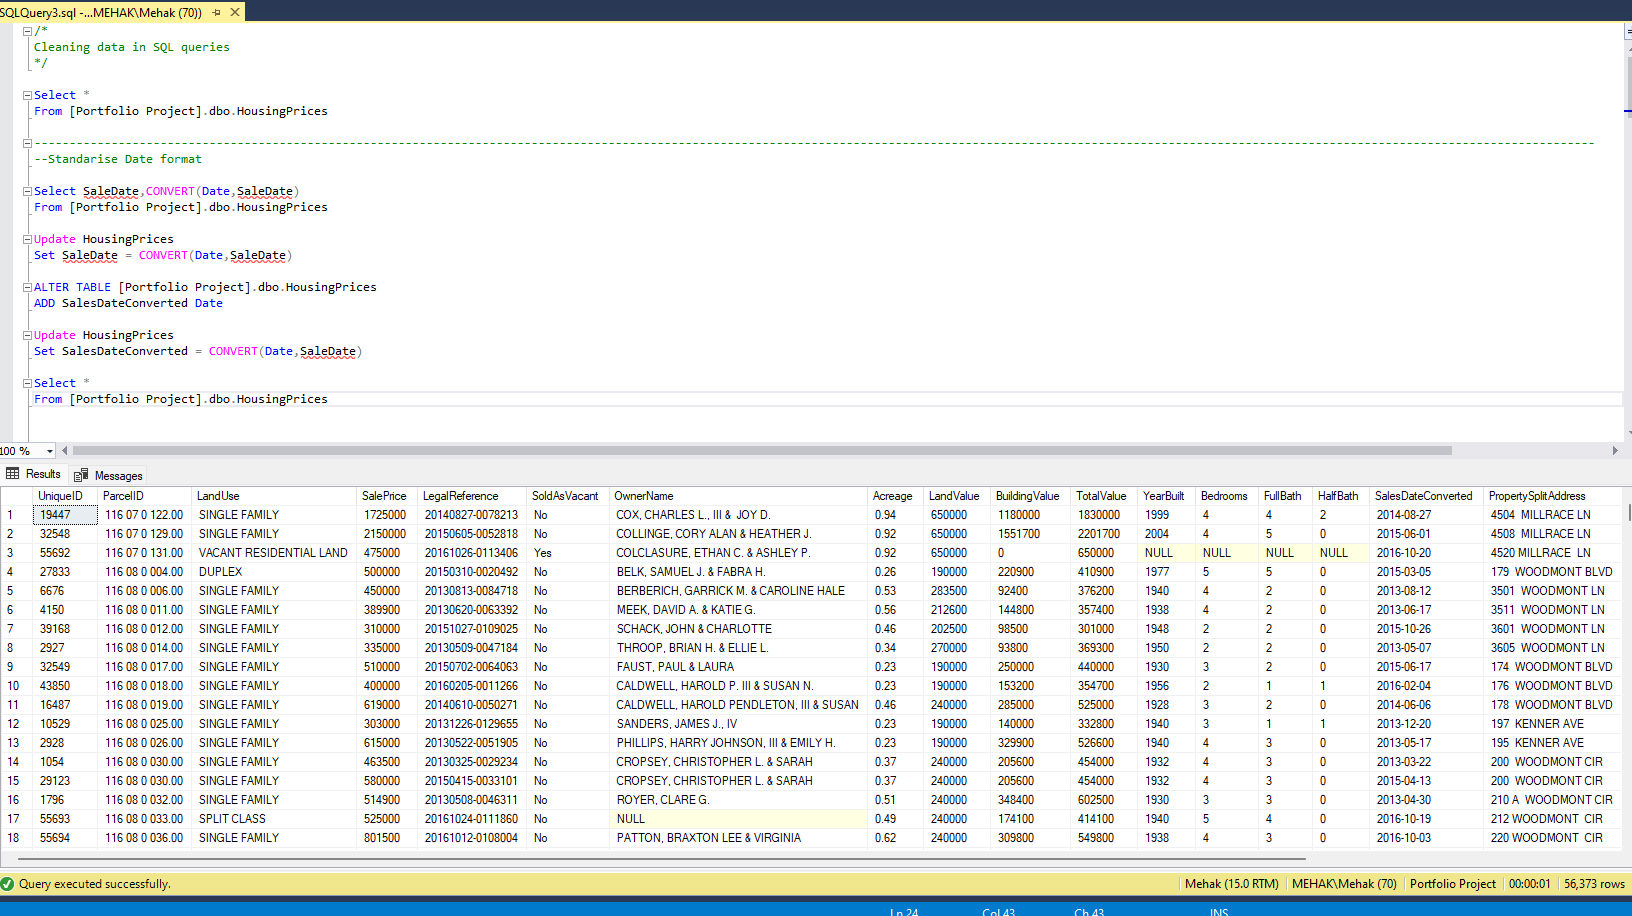 SQLQuery3.sql -...MEHAK\Mehak (70))
/*
Cleaning data in SQL queries
*/
Select *
From [Portfolio Project].dbo.HousingPrices
--Standarise Date format
Select SaleDate,CONVERT(Date,SaleDate)
From [Portfolio Project].dbo.HousingPrices
Update HousingPrices
Set SaleDate = CONVERT(Date,SaleDate)
ALTER TABLE [Portfolio Project].dbo.HousingPrices
ADD SalesDateConverted Date
Update HousingPrices
Set SalesDateConverted = CONVERT(Date,SaleDate)
Select *
From [Portfolio Project].dbo.HousingPrices
100 %
Results Messages
UniqueID ParcelID LandUse SalePrice LegalReference SoldAsVacant OwnerName Acreage LandValue BuildingValue TotalValue YearBuilt Bedrooms FullBath HalfBath SalesDateConverted PropertySplitAddress
1 19447 116 07 0 122.00 SINGLE FAMILY 1725000 20140827-0078213 No COX, CHARLES L., III & JOY D. 0.94 650000 1180000 1830000 1999 4 4 2 2014-08-27 4504 MILLRACE LN
2 32548 116 07 0 129.00 SINGLE FAMILY 2150000 20150605-0052818 No COLLINGE, CORY ALAN & HEATHER J. 0.92 650000 1551700 2201700 2004 4 5 0 2015-06-01 4508 MILLRACE LN
3 55692 116 07 0 131.00 VACANT RESIDENTIAL LAND 475000 20161026-0113406 Yes COLCLASURE, ETHAN C. & ASHLEY P. 0.92 650000 0 650000 NULL NULL NULL NULL 2016-10-20 4520 MILLRACE LN
4 27833 116 08 0 004.00 DUPLEX 500000 20150310-0020492 No BELK, SAMUEL J. & FABRA H. 0.26 190000 220900 410900 1977 5 5 0 2015-03-05 179 WOODMONT BLVD
5 6676 116 08 0 006.00 SINGLE FAMILY 450000 20130813-0084718 No BERBERICH, GARRICK M. & CAROLINE HALE 0.53 283500 92400 376200 1940 4 2 0 2013-08-12 3501 WOODMONT LN
6 4150 116 08 0 011.00 SINGLE FAMILY 389900 20130620-0063392 No MEEK, DAVID A. & KATIE G. 0.56 212600 144800 357400 1938 4 2 0 2013-06-17 3511 WOODMONT LN
7 39168 116 08 0 012.00 SINGLE FAMILY 310000 20151027-0109025 No SCHACK, JOHN & CHARLOTTE 0.46 202500 98500 301000 1948 2 2 0 2015-10-26 3601 WOODMONT LN
8 2927 116 08 0 014.00 SINGLE FAMILY 335000 20130509-0047184 No THROOP, BRIAN H. & ELLIE L. 0.34 270000 93800 369300 1950 2 2 0 2013-05-07 3605 WOODMONT LN
9 32549 116 08 0 017.00 SINGLE FAMILY 510000 20150702-0064063 No FAUST, PAUL & LAURA 0.23 190000 250000 440000 1930 3 2 0 2015-06-17 174 WOODMONT BLVD
10 43850 116 08 0 018.00 SINGLE FAMILY 400000 20160205-0011266 No CALDWELL, HAROLD P. III & SUSAN N. 0.23 190000 153200 354700 1956 2 1 1 2016-02-04 176 WOODMONT BLVD
11 16487 116 08 0 019.00 SINGLE FAMILY 619000 20140610-0050271 No CALDWELL, HAROLD PENDLETON, III & SUSAN 0.46 240000 285000 525000 1928 3 2 0 2014-06-06 178 WOODMONT BLVD
12 10529 116 08 0 025.00 SINGLE FAMILY 303000 20131226-0129655 No SANDERS, JAMES J., IV 0.23 190000 140000 332800 1940 3 1 1 2013-12-20 197 KENNER AVE
13 2928 116 08 0 026.00 SINGLE FAMILY 615000 20130522-0051905 No PHILLIPS, HARRY JOHNSON, III & EMILY H. 0.23 190000 329900 526600 1940 4 3 0 2013-05-17 195 KENNER AVE
14 1054 116 08 0 030.00 SINGLE FAMILY 463500 20130325-0029234 No CROPSEY, CHRISTOPHER L. & SARAH 0.37 240000 205600 454000 1932 4 3 0 2013-03-22 200 WOODMONT CIR
15 29123 116 08 0 030.00 SINGLE FAMILY 580000 20150415-0033101 No CROPSEY, CHRISTOPHER L. & SARAH 0.37 240000 205600 454000 1932 4 3 0 2015-04-13 200 WOODMONT CIR
16 1796 116 08 0 032.00 SINGLE FAMILY 514900 20130508-0046311 No ROYER, CLARE G. 0.51 240000 348400 602500 1930 3 3 0 2013-04-30 210 A WOODMONT CIR
17 55693 116 08 0 033.00 SPLIT CLASS 525000 20161024-0111860 No NULL 0.49 240000 174100 414100 1940 5 4 0 2016-10-19 212 WOODMONT CIR
18 55694 116 08 0 036.00 SINGLE FAMILY 801500 20161012-0108004 No PATTON, BRAXTON LEE & VIRGINIA 0.62 240000 309800 549800 1938 4 3 0 2016-10-03 220 WOODMONT CIR
Query executed successfully. Mehak (15.0 RTM) MEHAK\Mehak (70) Portfolio Project 00:00:01 56,373 rows
Ln 24 Col 43 Ch 43 INS